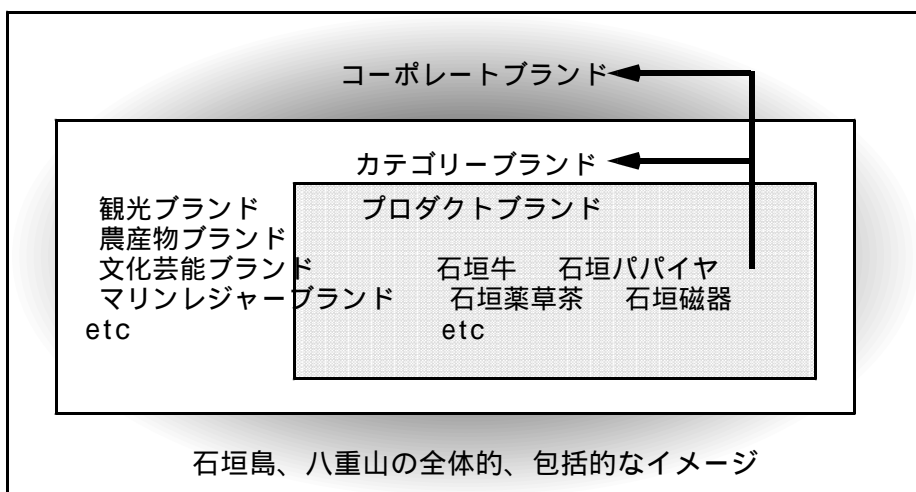 コーポレートブランド
カテゴリーブランド
観光ブランド プロダクトブランド
農産物ブランド
文化芸能ブランド 石垣牛 石垣パパイヤ
マリンレジャーブランド 石垣薬草茶 石垣磁器
etc etc
石垣島、八重山の全体的、包括的なイメージ